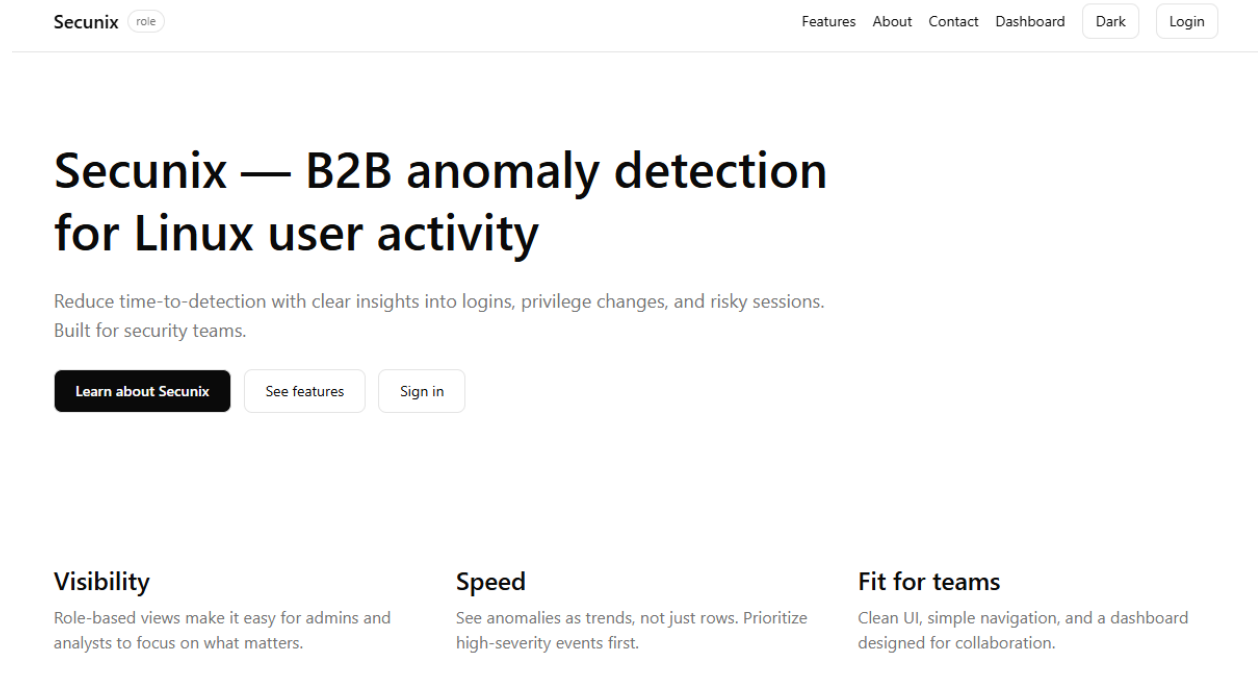 Secunix role Features About Contact Dashboard Dark Login
Secunix — B2B anomaly detection
for Linux user activity
Reduce time-to-detection with clear insights into logins, privilege changes, and risky sessions.
Built for security teams.
Learn about Secunix See features Sign in
Visibility
Role-based views make it easy for admins and
analysts to focus on what matters.
Speed
See anomalies as trends, not just rows. Prioritize
high-severity events first.
Fit for teams
Clean UI, simple navigation, and a dashboard
designed for collaboration.